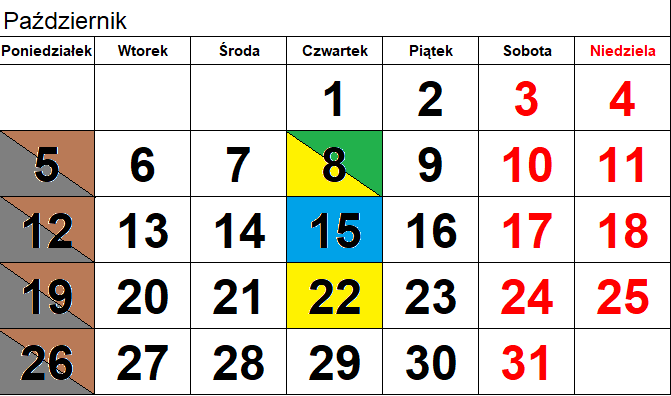 Październik
Poniedziałek Wtorek Środa Czwartek Piątek Sobota Niedziela
1 2 3 4
5 6 7 8 9 10 11
12 13 14 15 16 17 18
19 20 21 22 23 24 25
26 27 28 29 30 31